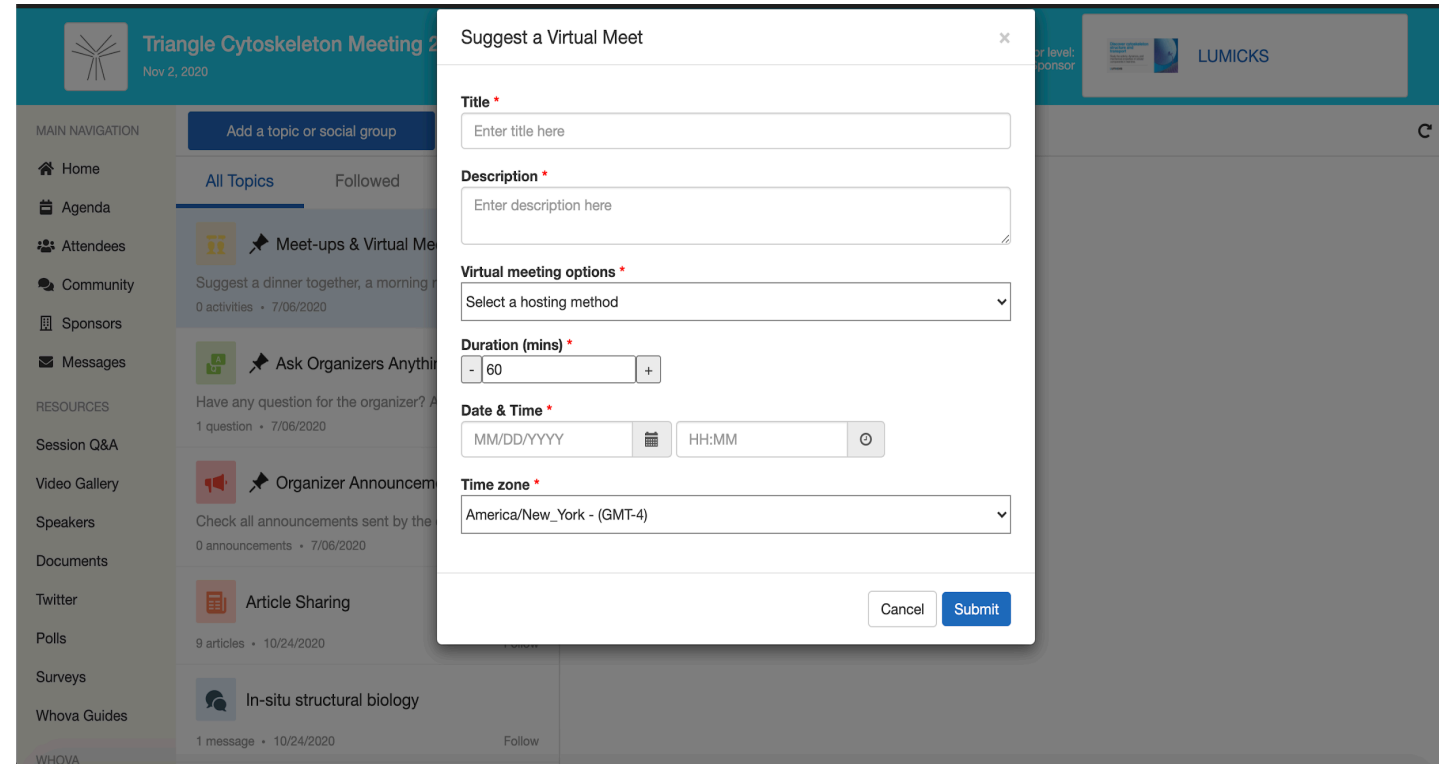 Triangle Cytoskeleton Meeting 2
Nov 2, 2020
or level:
ponsor
LUMICKS
MAIN NAVIGATION
Home
Agenda
Attendees
Community
Sponsors
Messages
RESOURCES
Session Q&A
Video Gallery
Speakers
Documents
Twitter
Polls
Surveys
Whova Guides
WHOVA
Add a topic or social group
All Topics
Followed
Meet-ups & Virtual Me
Suggest a dinner together, a morning r
0 activities • 7/06/2020
Ask Organizers Anythin
Have any question for the organizer? A
1 question • 7/06/2020
Organizer Announcem
Check all announcements sent by the
0 announcements • 7/06/2020
Article Sharing
9 articles • 10/24/2020
Follow
In-situ structural biology
1 message • 10/24/2020
Follow
Suggest a Virtual Meet
×
Title *
Enter title here
Description *
Enter description here
Virtual meeting options *
Select a hosting method
Duration (mins) *
- 60 +
Date & Time *
MM/DD/YYYY
HH:MM
Time zone *
America/New_York - (GMT-4)
Cancel
Submit